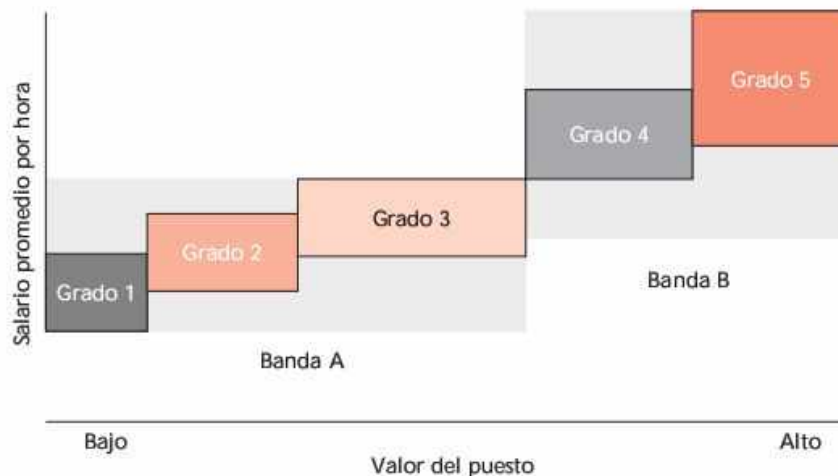 Salario promedio por hora
Grado 5
Grado 4
Grado 3
Grado 2
Grado 1
Banda B
Banda A
Bajo
Alto
Valor del puesto